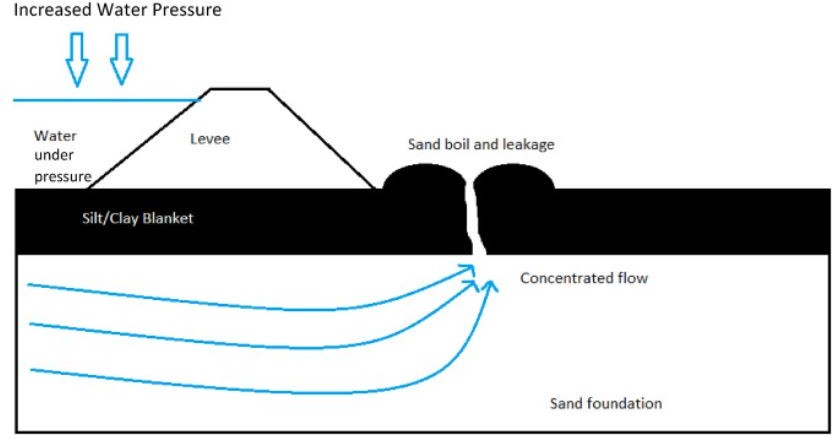 Increased Water Pressure
Water
under
pressure
Levee
Sand boil and leakage
Silt/Clay Blanket
Concentrated flow
Sand foundation